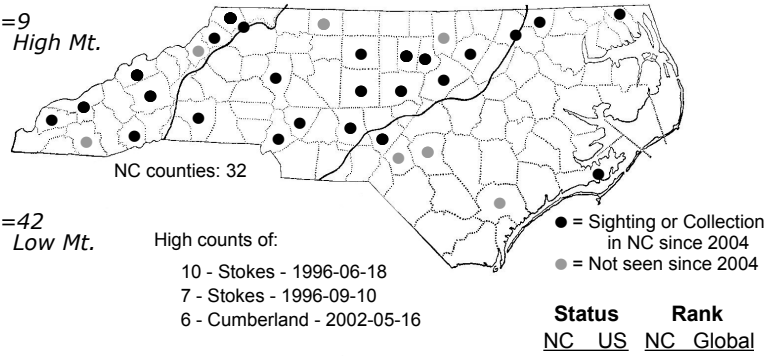 =9
High Mt.
NC counties: 32
=42
Low Mt.
High counts of:
10 - Stokes - 1996-06-18
7 - Stokes - 1996-09-10
6 - Cumberland - 2002-05-16
= Sighting or Collection
in NC since 2004
= Not seen since 2004
Status Rank
NC US NC Global